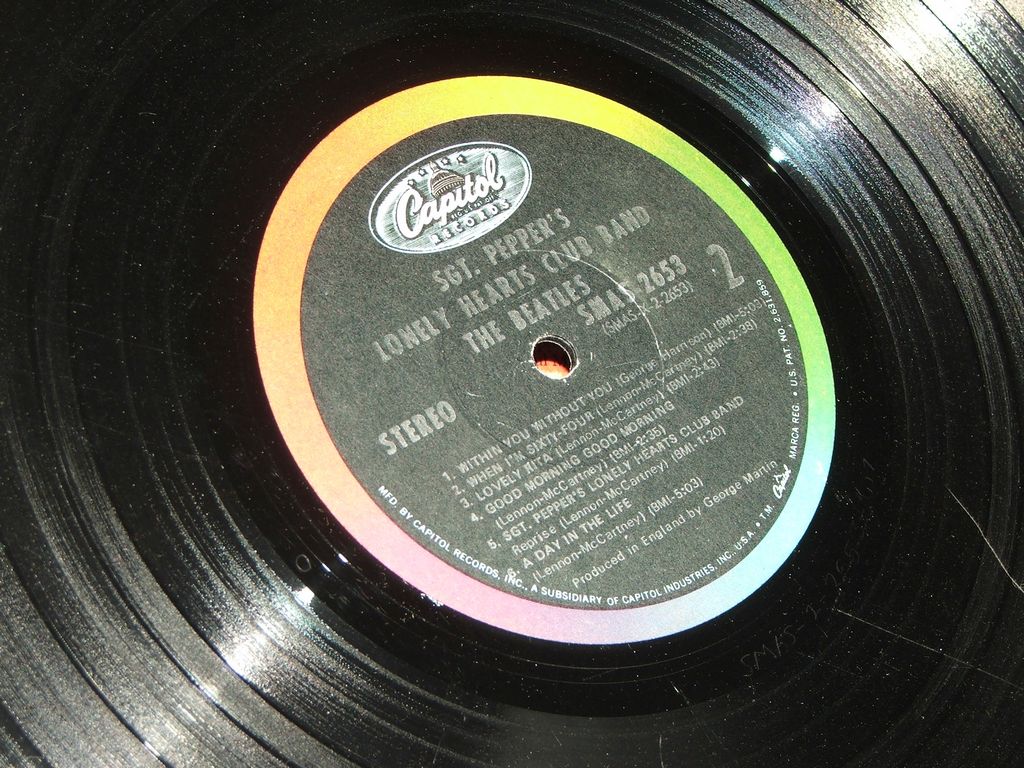 Capitol
RECORDS
SGT. PEPPER'S
LONELY HEARTS CLUB BAND
THE BEATLES
SMAS 2653
(SMAS-2-2653)
2
STEREO
1. WITHIN YOU WITHOUT YOU (George Harrison) (BMI-5:03)
2. WHEN I'M SIXTY-FOUR (Lennon-McCartney) (BMI-2:38)
3. LOVELY RITA (Lennon-McCartney) (BMI-2:43)
4. GOOD MORNING GOOD MORNING
(Lennon-McCartney) (BMI-2:35)
5. SGT. PEPPER'S LONELY HEARTS CLUB BAND
Reprise (Lennon-McCartney) (BMI-1:20)
6. A DAY IN THE LIFE
(Lennon-McCartney) (BMI-5:03)
Produced in England by George Martin
MFD. BY CAPITOL RECORDS, INC., A SUBSIDIARY OF CAPITOL INDUSTRIES, INC., U.S.A. • T.M. Capitol MARCA REG. • U.S. PAT. NO. 2,631,859